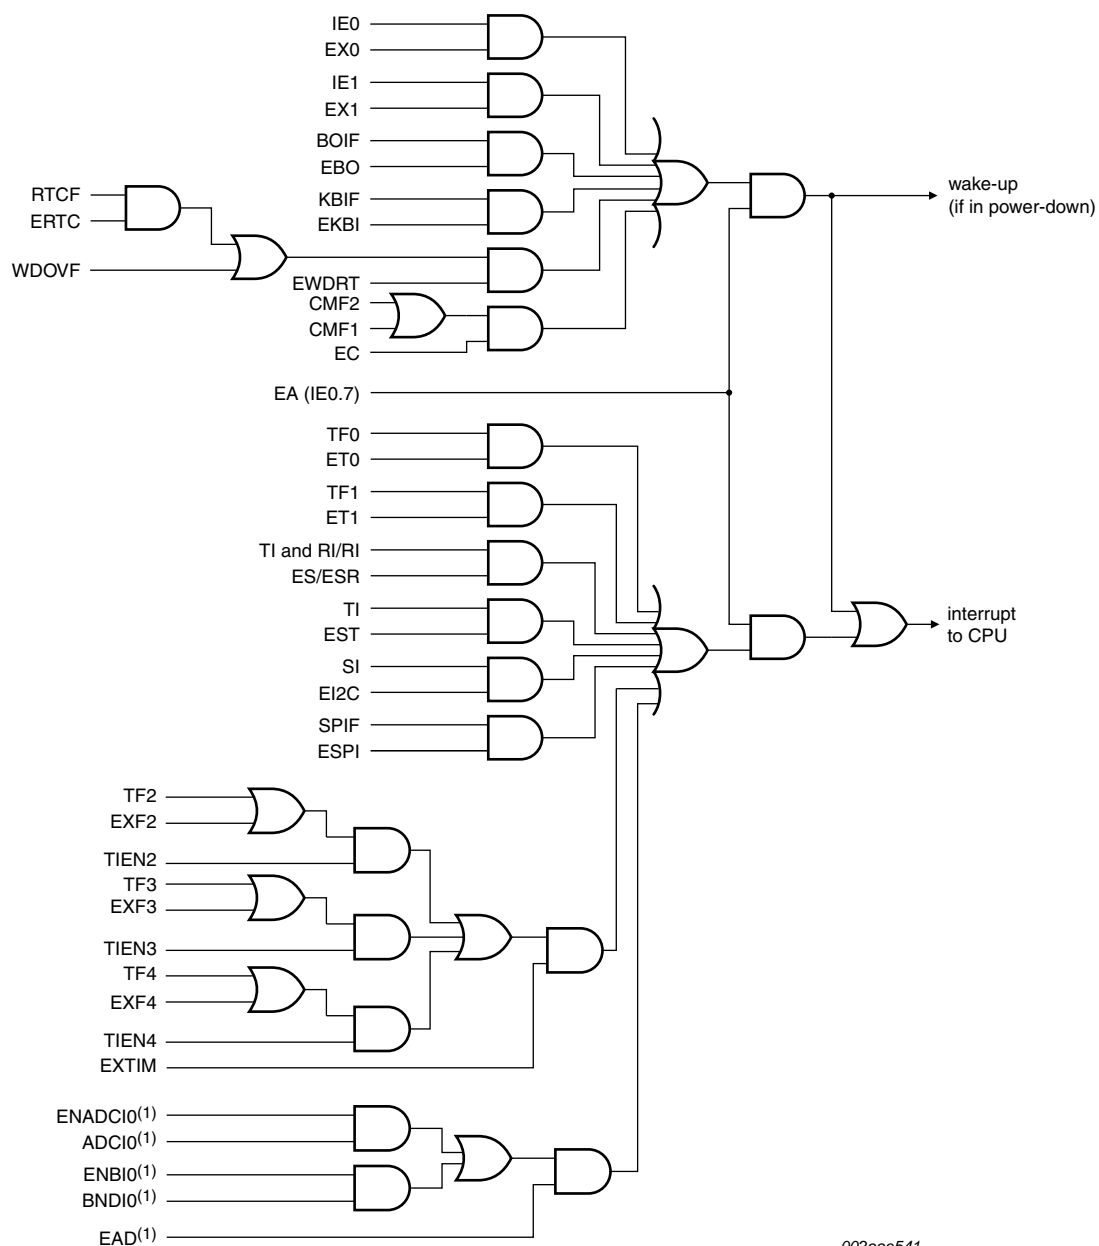 IE0
EX0
IE1
EX1
BOIF
EBO
KBIF
EKBI
RTCF
ERTC
WDOVF
EWDRT
CMF2
CMF1
EC
wake-up
(if in power-down)
EA (IE0.7)
TF0
ET0
TF1
ET1
TI and RI/RI
ES/ESR
TI
EST
SI
EI2C
SPIF
ESPI
interrupt
to CPU
TF2
EXF2
TIEN2
TF3
EXF3
TIEN3
TF4
EXF4
TIEN4
EXTIM
ENADCI0(1)
ADCI0(1)
ENBI0(1)
BNDI0(1)
EAD(1)